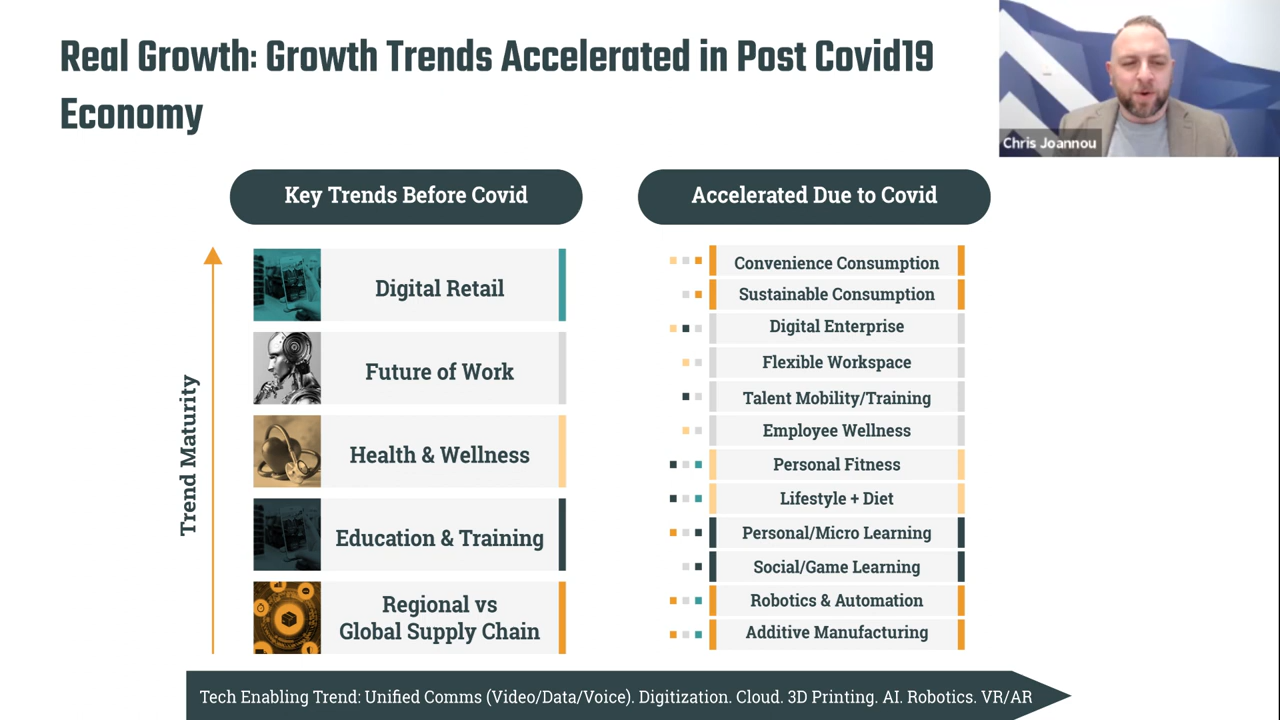 Real Growth: Growth Trends Accelerated in Post Covid19
Economy
Chris Joannou
Key Trends Before Covid
Accelerated Due to Covid
Trend Maturity
Digital Retail
Future of Work
Health & Wellness
Education & Training
Regional vs
Global Supply Chain
Convenience Consumption
Sustainable Consumption
Digital Enterprise
Flexible Workspace
Talent Mobility/Training
Employee Wellness
Personal Fitness
Lifestyle + Diet
Personal/Micro Learning
Social/Game Learning
Robotics & Automation
Additive Manufacturing
Tech Enabling Trend: Unified Comms (Video/Data/Voice). Digitization. Cloud. 3D Printing. AI. Robotics. VR/AR